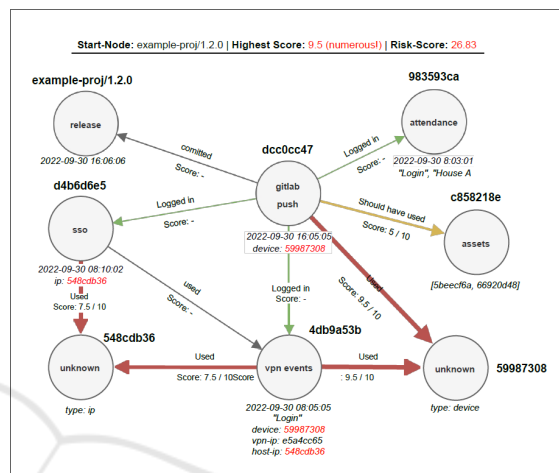 Start-Node: example-proj/1.2.0 | Highest Score: 9.5 (numerous!) | Risk-Score: 26.83
example-proj/1.2.0
983593ca
release
attendance
comitted
Score: -
dcc0cc47
Logged in
Score: -
2022-09-30 16:06:06
2022-09-30 8:03:01
"Login", "House A
d4b6d6e5
gitlab
push
c858218e
Logged in
Score: -
Should have used
Score: 5 / 10
sso
assets
2022-09-30 16:05:05
device: 59987308
2022-09-30 08:10:02
ip: 548cdb36
[5beecf6a, 66920d48]
Used
Score: 7.5 / 10
used
Score: -
Logged in
Score: -
Used
Score: 9.5 / 10
548cdb36
4db9a53b
unknown
Used
Score: 7.5 / 10Score
vpn events
Used
: 9.5 / 10
unknown
59987308
type: ip
type: device
2022-09-30 08:05:05
"Login"
device: 59987308
vpn-ip: e5a4cc65
host-ip: 548cdb36